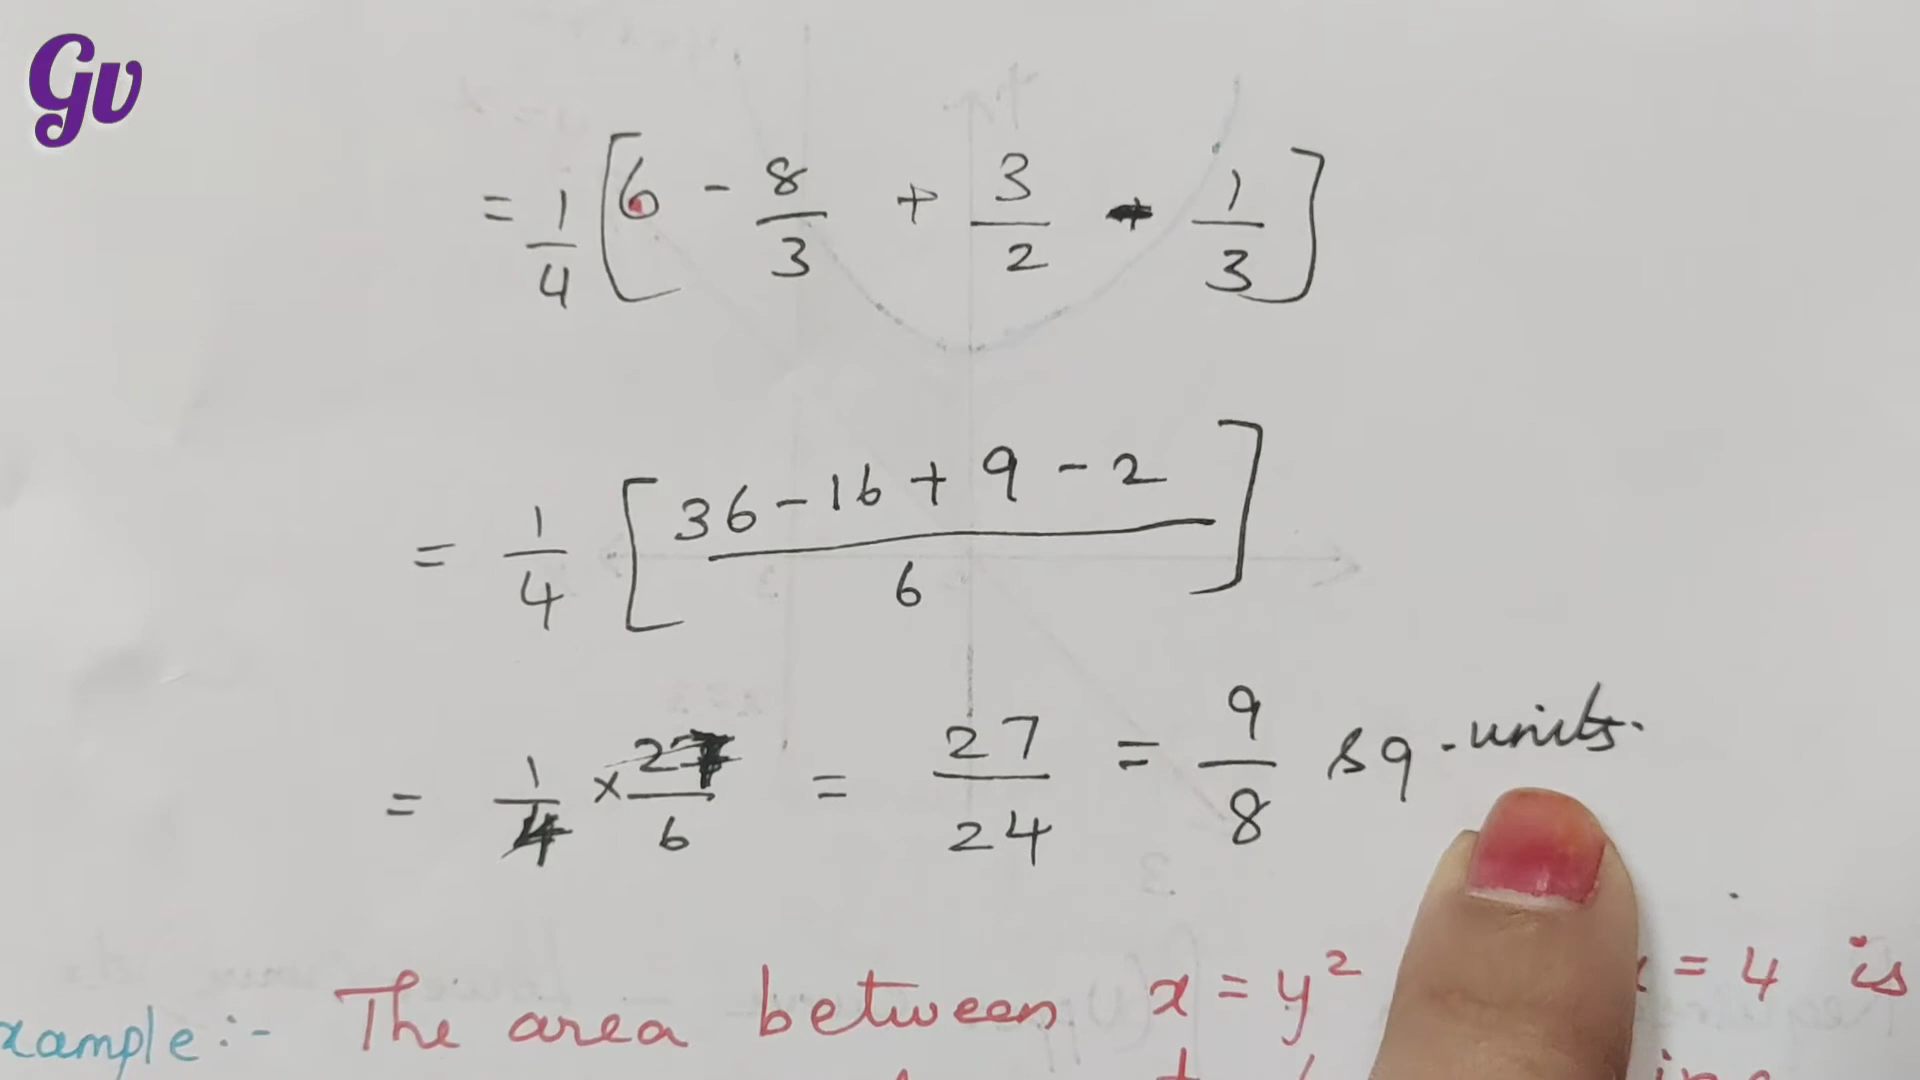 Gv
= 1/4 [6 - 8/3 + 3/2 - 1/3]
= 1/4 [36 - 16 + 9 - 2 / 6]
= 1/4 × 27/6 = 27/24 = 9/8 sq. units.
xample:- The area between x = y² = 4 is